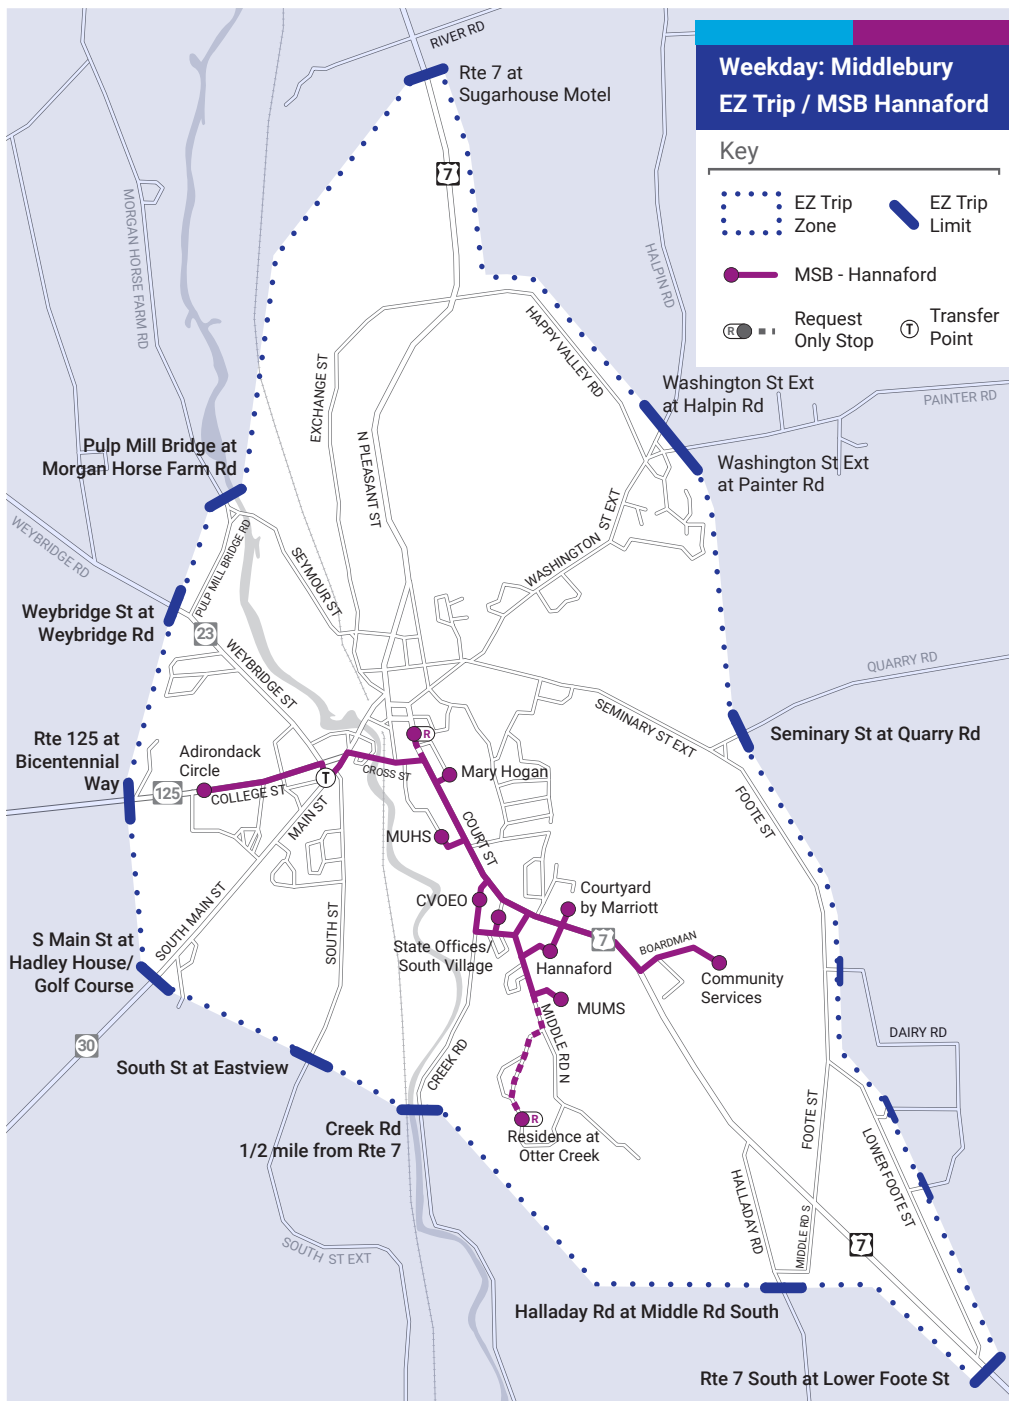 Weekday: Middlebury
EZ Trip / MSB Hannaford
Key
EZ Trip
Zone
EZ Trip
Limit
MSB - Hannaford
R
Request
Only Stop
T
Transfer
Point
RIVER RD
Rte 7 at
Sugarhouse Motel
7
MORGAN HORSE FARM RD
HALPIN RD
HAPPY VALLEY RD
EXCHANGE ST
N PLEASANT ST
Washington St Ext
at Halpin Rd
PAINTER RD
Washington St Ext
at Painter Rd
Pulp Mill Bridge at
Morgan Horse Farm Rd
WEYBRIDGE RD
PULP MILL BRIDGE RD
SEYMOUR ST
WASHINGTON ST EXT
Weybridge St at
Weybridge Rd
23
WEYBRIDGE ST
QUARRY RD
SEMINARY ST EXT
Seminary St at Quarry Rd
Rte 125 at
Bicentennial
Way
Adirondack
Circle
125
COLLEGE ST
T
MAIN ST
CROSS ST
R
Mary Hogan
FOOTE ST
COURT ST
MUHS
CVOEO
Courtyard
by Marriott
State Offices/
South Village
7
Hannaford
BOARDMAN
Community
Services
MUMS
SOUTH MAIN ST
SOUTH ST
S Main St at
Hadley House/
Golf Course
30
MIDDLE RD N
DAIRY RD
South St at Eastview
CREEK RD
Creek Rd
1/2 mile from Rte 7
R
Residence at
Otter Creek
FOOTE ST
LOWER FOOTE ST
HALLADAY RD
MIDDLE RD S
7
SOUTH ST EXT
Halladay Rd at Middle Rd South
Rte 7 South at Lower Foote St